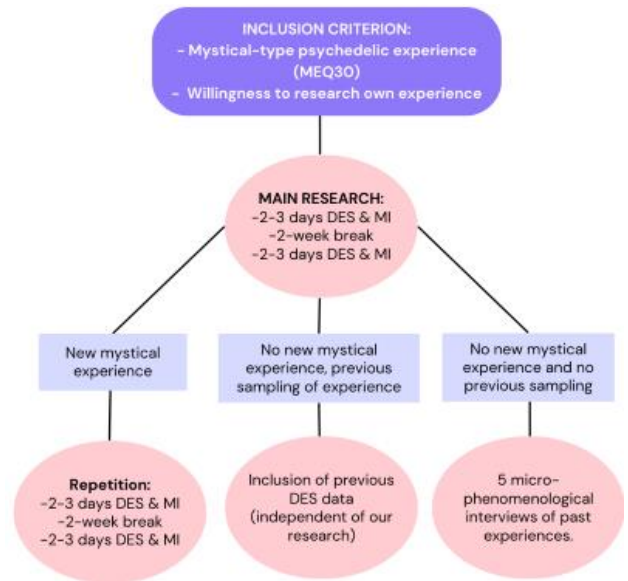 INCLUSION CRITERION:
- Mystical-type psychedelic experience
(MEQ30)
- Willingness to research own experience
MAIN RESEARCH:
-2-3 days DES & MI
-2-week break
-2-3 days DES & MI
New mystical
experience
No new mystical
experience, previous
sampling of experience
No new mystical
experience and no
previous sampling
Repetition:
-2-3 days DES & MI
-2-week break
-2-3 days DES & MI
Inclusion of previous
DES data
(independent of our
research)
5 micro-
phenomenological
interviews of past
experiences.